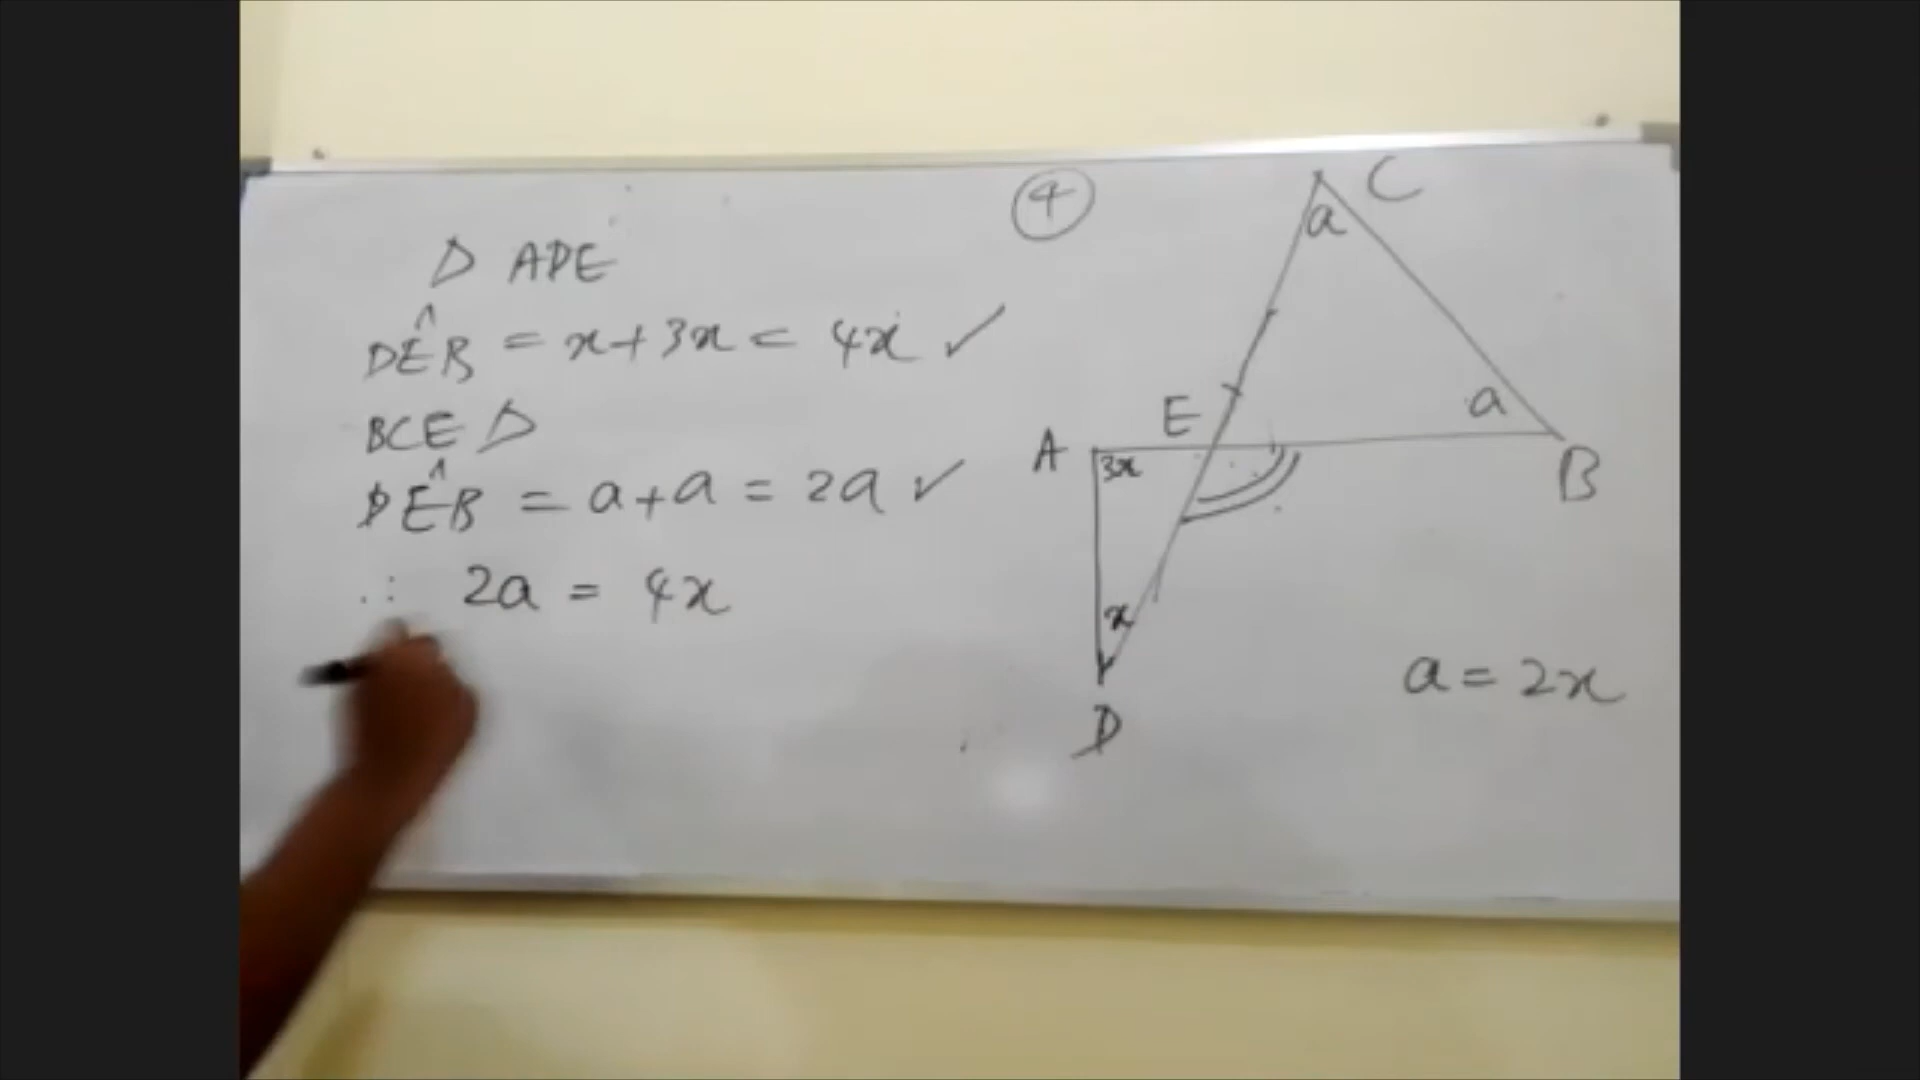 △ ADE
DÊB = x + 3x = 4x ✓
BCE △
DÊB = a + a = 2a ✓
∴ 2a = 4x
4
C
a
E
a
A
3x
B
x
D
a = 2x